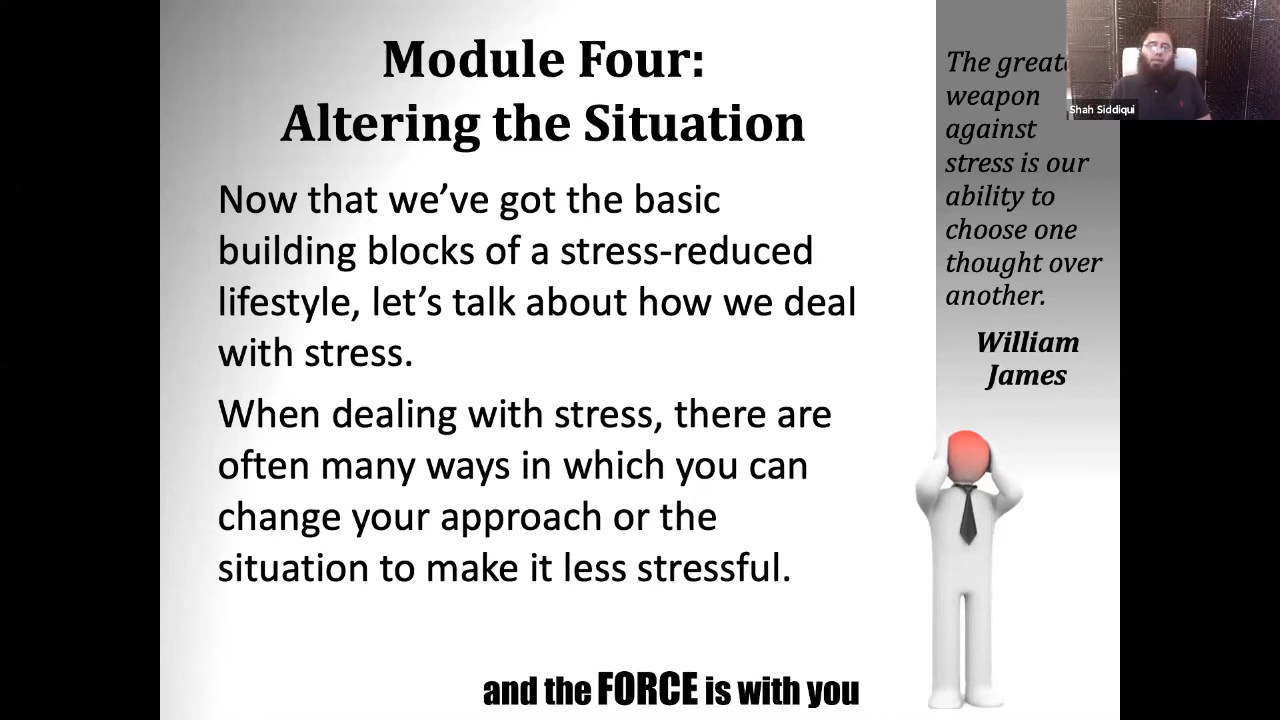 Module Four:
Altering the Situation
Now that we’ve got the basic
building blocks of a stress-reduced
lifestyle, let’s talk about how we deal
with stress.
When dealing with stress, there are
often many ways in which you can
change your approach or the
situation to make it less stressful.
and the FORCE is with you
The
weapon
against
stress is our
ability to
choose one
thought over
another.
William
James
Shah Siddiqui